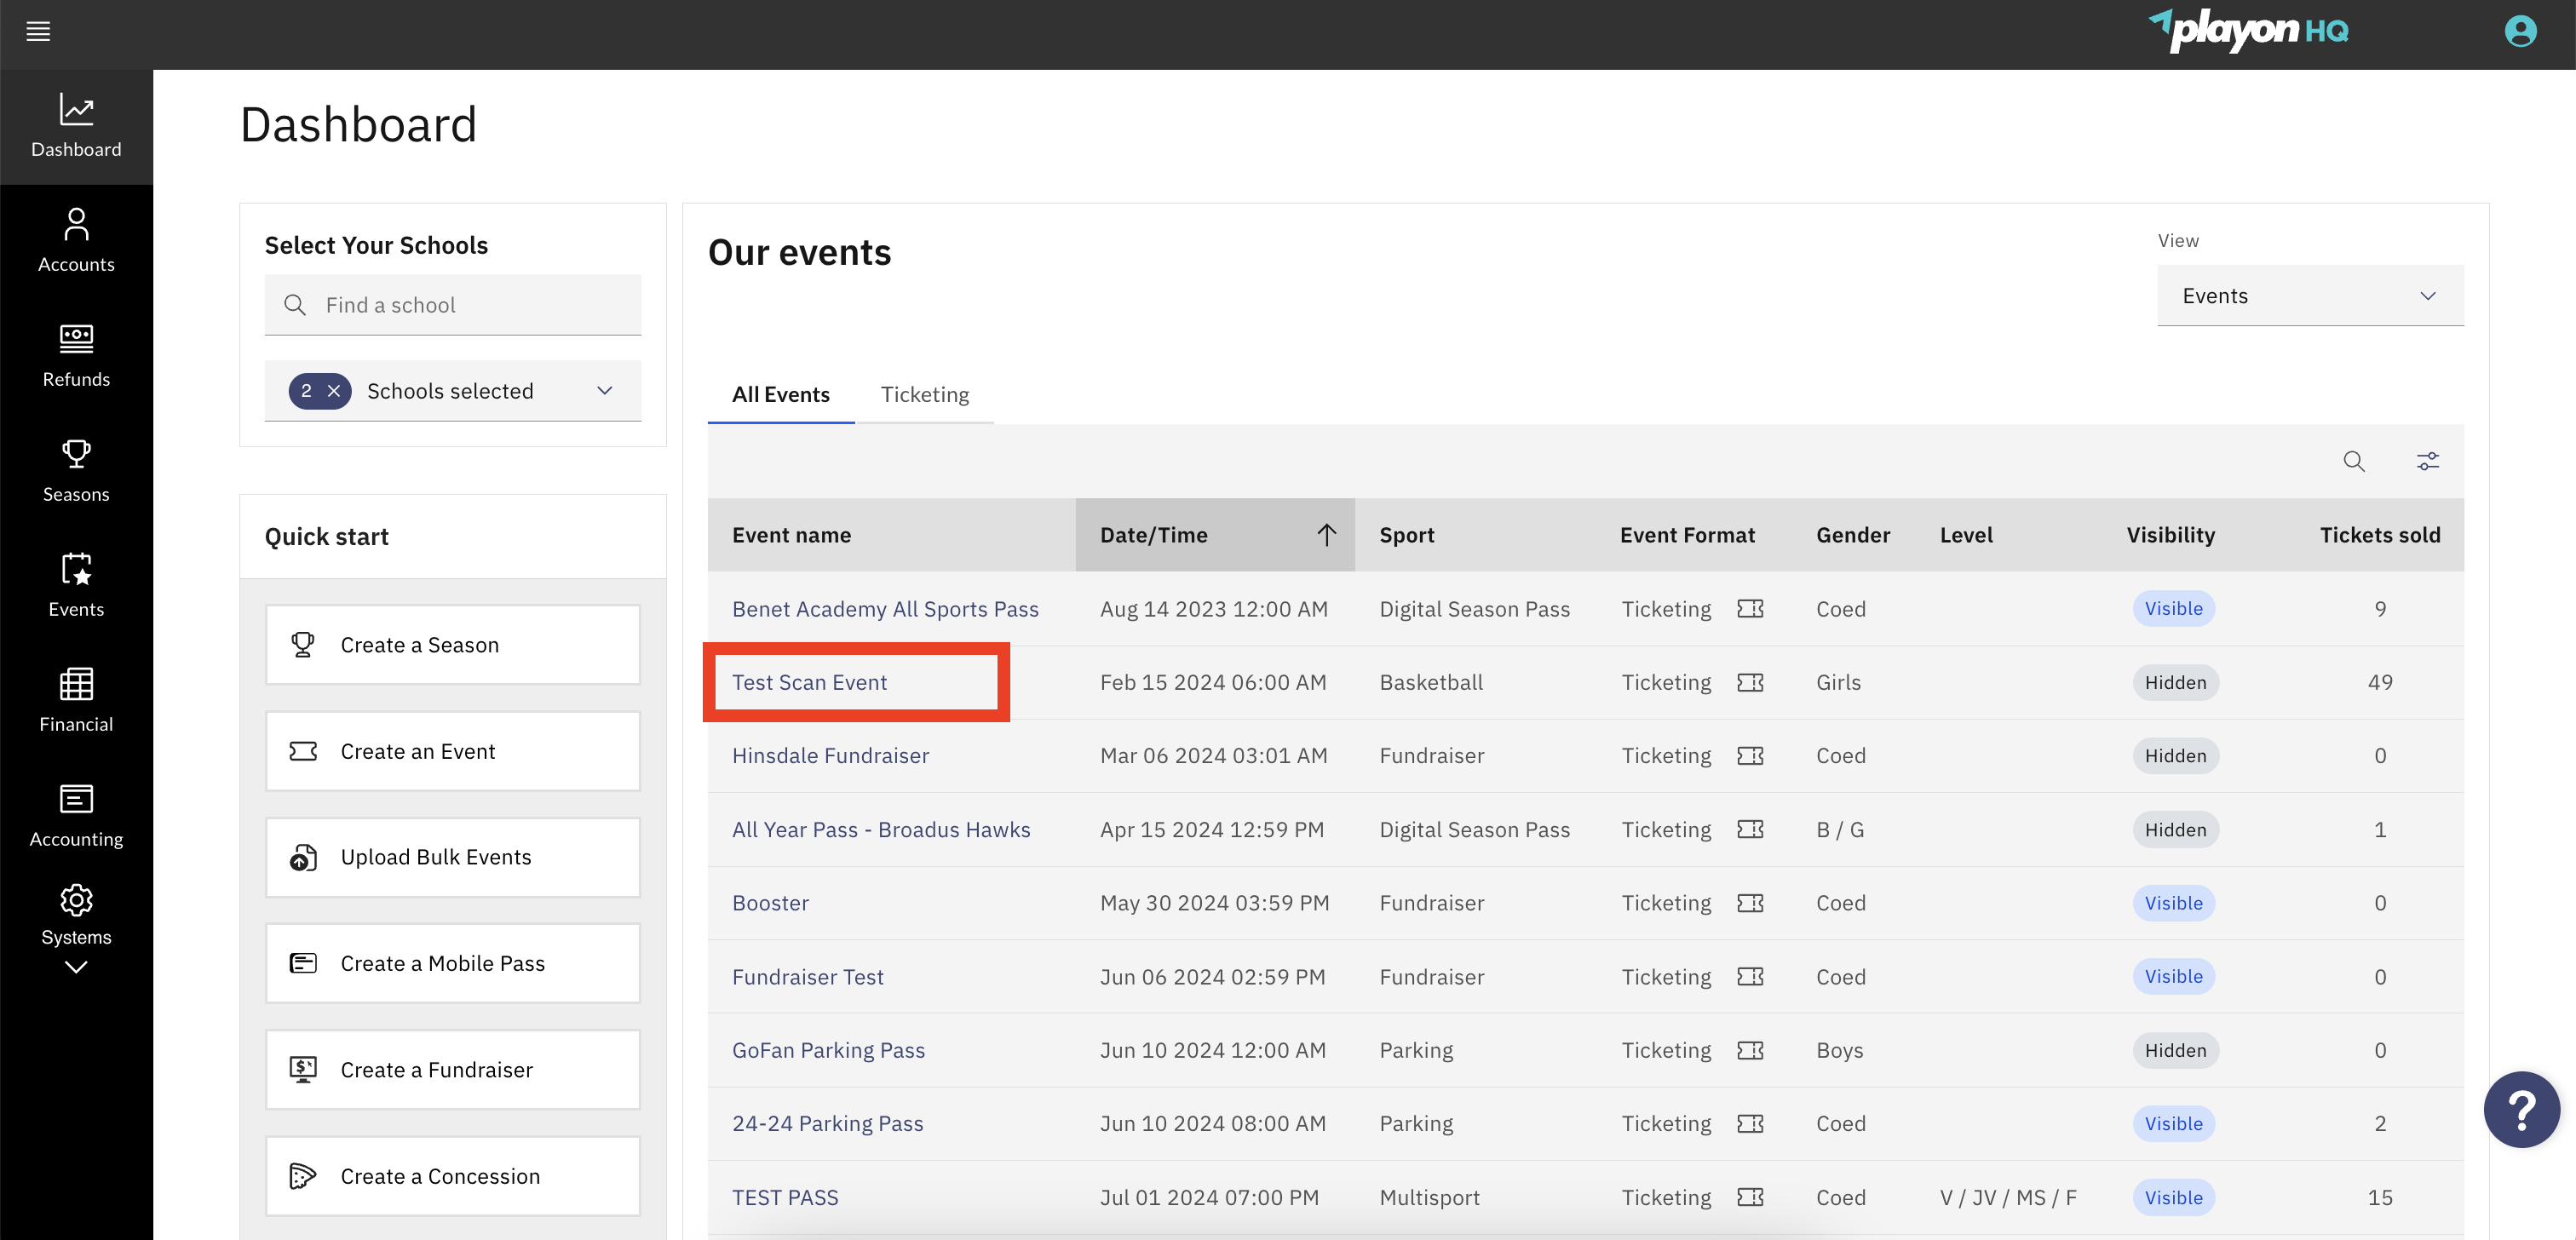 playon HQ
Dashboard
Accounts
Refunds
Seasons
Events
Financial
Accounting
Systems
Dashboard
Select Your Schools
Find a school
2 Schools selected
Quick start
Create a Season
Create an Event
Upload Bulk Events
Create a Mobile Pass
Create a Fundraiser
Create a Concession
Our events
View
Events
All Events Ticketing
Event name Date/Time Sport Event Format Gender Level Visibility Tickets sold
Benet Academy All Sports Pass Aug 14 2023 12:00 AM Digital Season Pass Ticketing Coed Visible 9
Test Scan Event Feb 15 2024 06:00 AM Basketball Ticketing Girls Hidden 49
Hinsdale Fundraiser Mar 06 2024 03:01 AM Fundraiser Ticketing Coed Hidden 0
All Year Pass - Broadus Hawks Apr 15 2024 12:59 PM Digital Season Pass Ticketing B / G Hidden 1
Booster May 30 2024 03:59 PM Fundraiser Ticketing Coed Visible 0
Fundraiser Test Jun 06 2024 02:59 PM Fundraiser Ticketing Coed Visible 0
GoFan Parking Pass Jun 10 2024 12:00 AM Parking Ticketing Boys Hidden 0
24-24 Parking Pass Jun 10 2024 08:00 AM Parking Ticketing Coed Visible 2
TEST PASS Jul 01 2024 07:00 PM Multisport Ticketing Coed V / JV / MS / F Visible 15
?